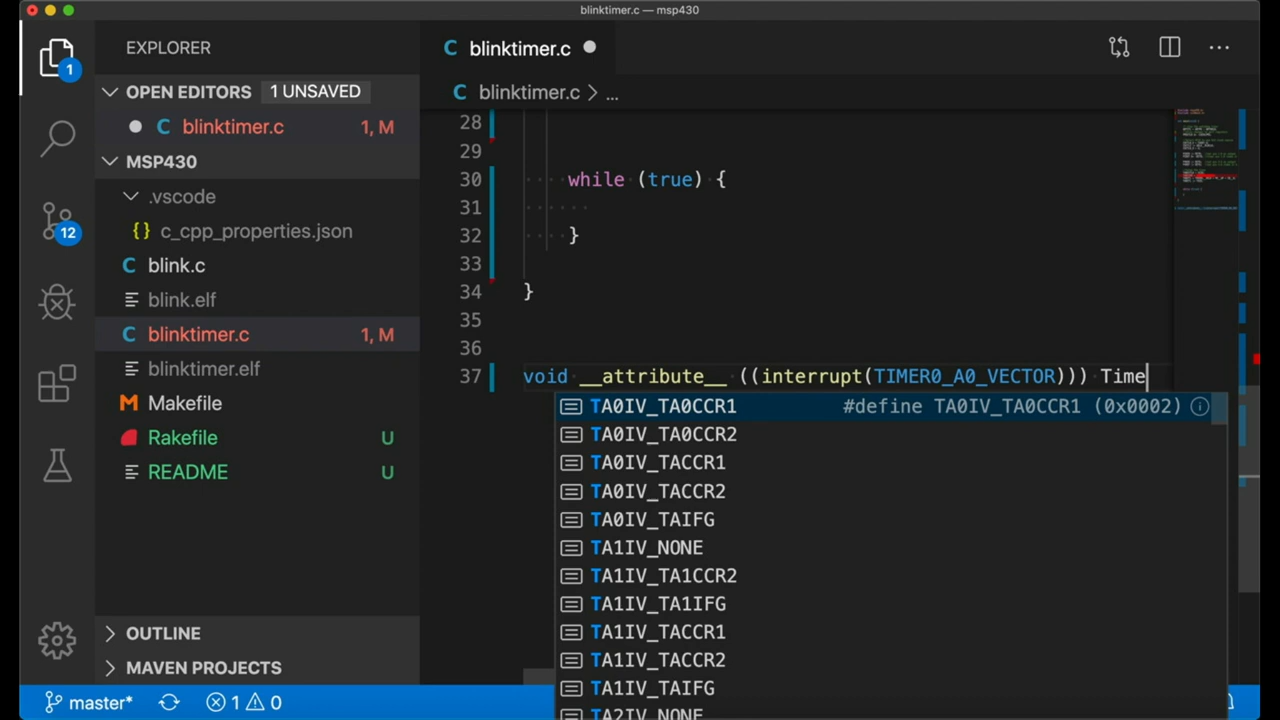 blinktimer.c — msp430
EXPLORER
1
OPEN EDITORS 1 UNSAVED
blinktimer.c 1, M
MSP430
.vscode
{} c_cpp_properties.json
C blink.c
blink.elf
C blinktimer.c 1, M
blinktimer.elf
M Makefile
Rakefile U
README U
12
OUTLINE
MAVEN PROJECTS
C blinktimer.c
C blinktimer.c > ...
28
29
30 while (true) {
31
32 }
33
34 }
35
36
37 void __attribute__ ((interrupt(TIMER0_A0_VECTOR))) Time
TA0IV_TA0CCR1 #define TA0IV_TA0CCR1 (0x0002)
TA0IV_TA0CCR2
TA0IV_TACCR1
TA0IV_TACCR2
TA0IV_TAIFG
TA1IV_NONE
TA1IV_TA1CCR2
TA1IV_TA1IFG
TA1IV_TACCR1
TA1IV_TACCR2
TA1IV_TAIFG
TA2IV_NONE
master* 1 0